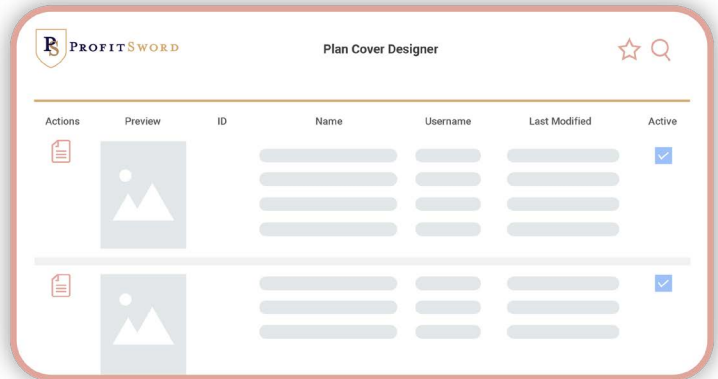 PS PROFITSWORD
Plan Cover Designer
Actions Preview ID Name Username Last Modified Active